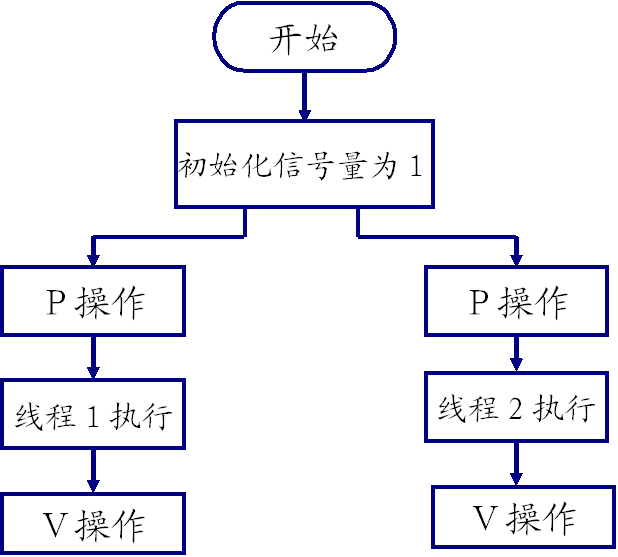 开始
初始化信号量为 1
P 操作
P 操作
线程 1 执行
线程 2 执行
V 操作
V 操作